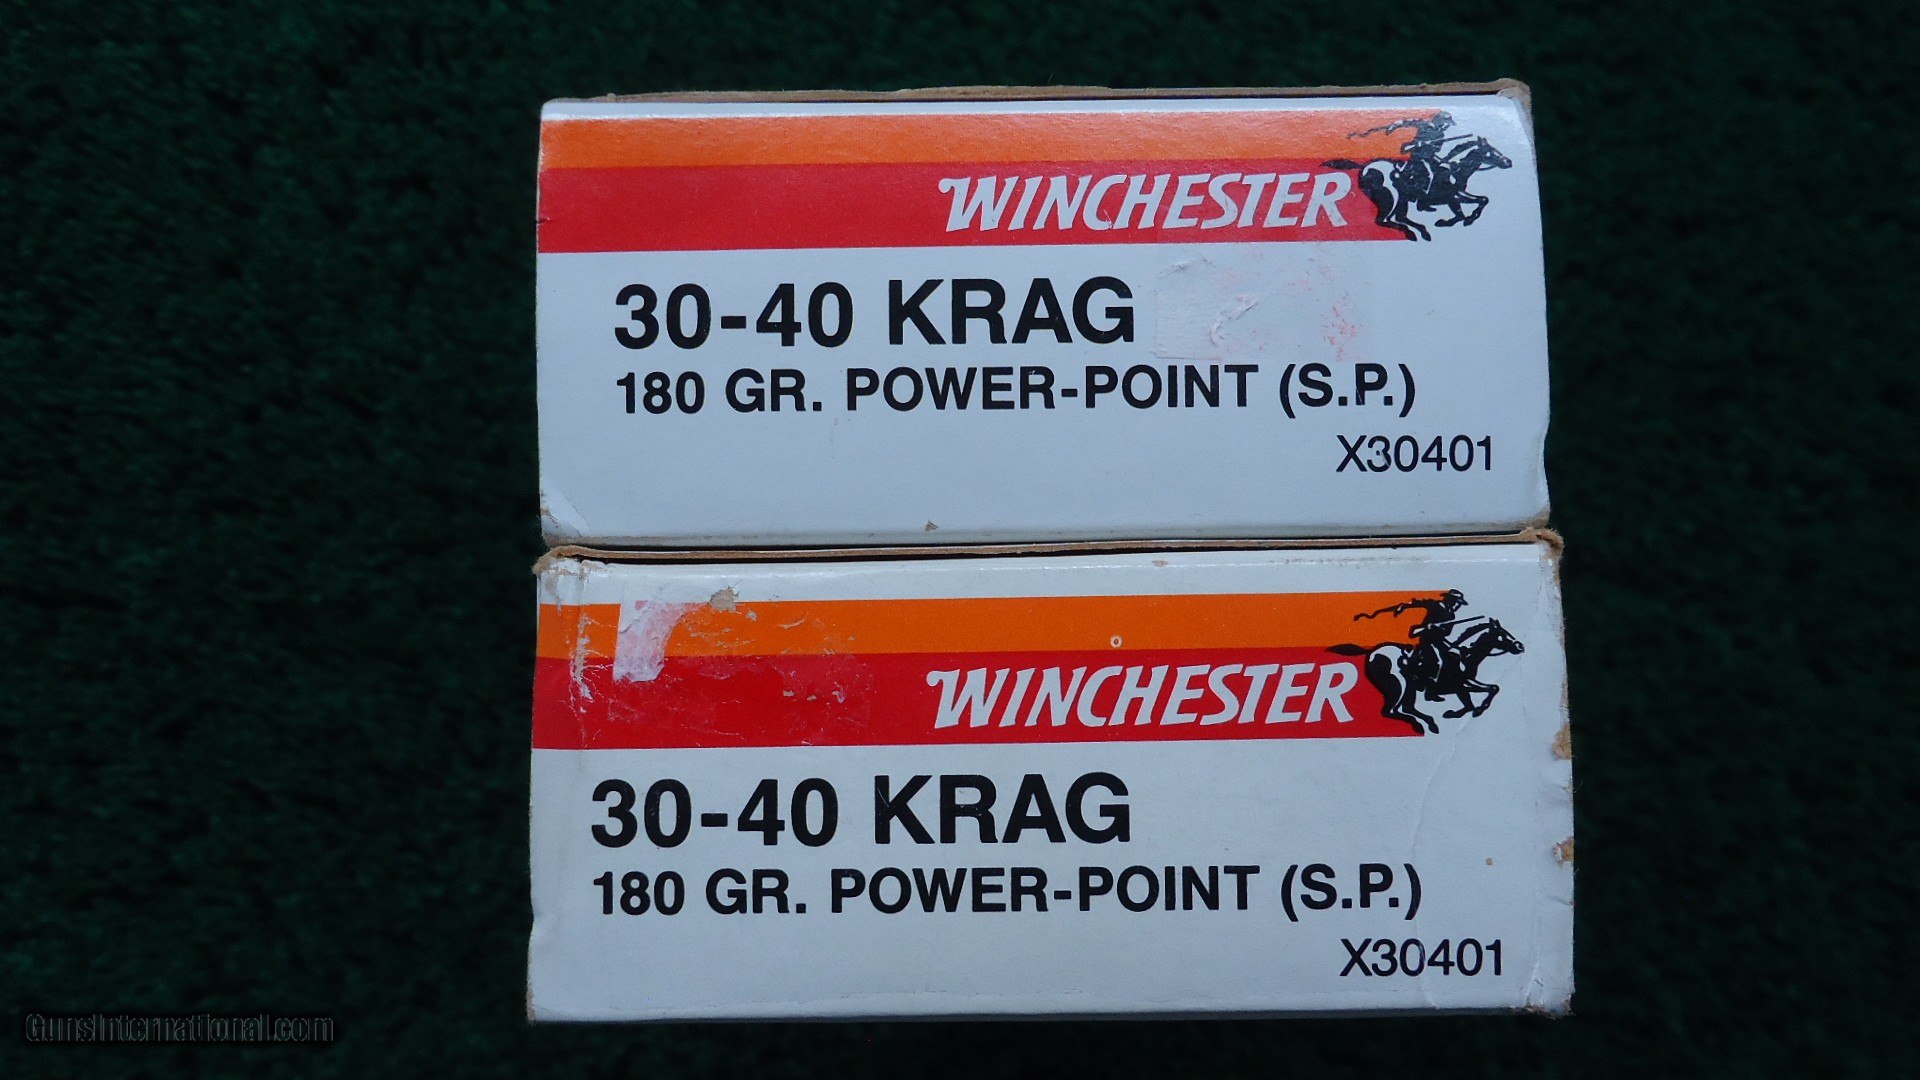 WINCHESTER
30-40 KRAG
180 GR. POWER-POINT (S.P.)
X30401
WINCHESTER
30-40 KRAG
180 GR. POWER-POINT (S.P.)
X30401
GunsInternational.com